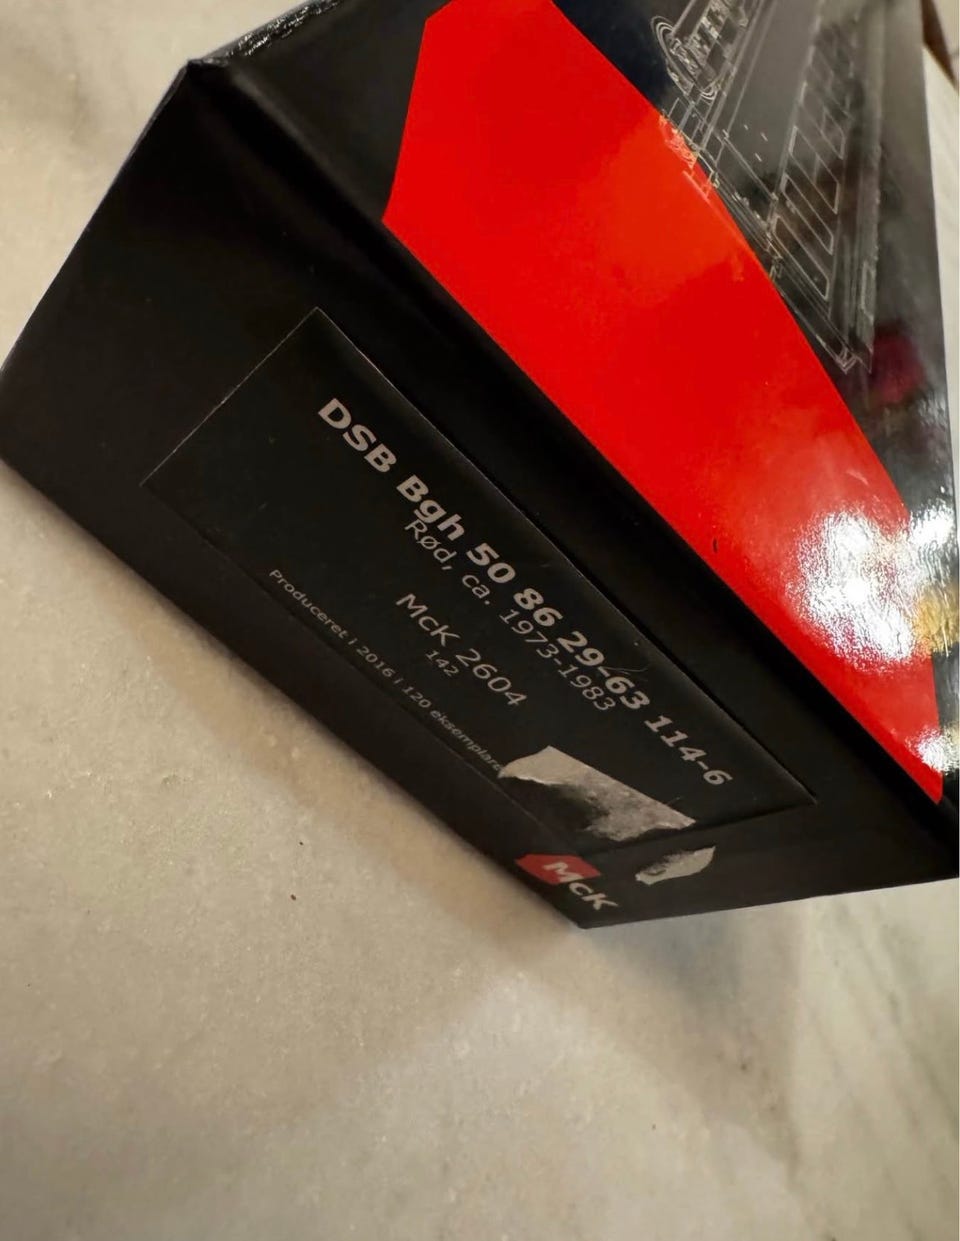 DSB Bgh 50 86 29-63 114-6
Rød, ca. 1973-1983
McK 2604
142
Produceret i 2016 i 120 eksemplare
McK